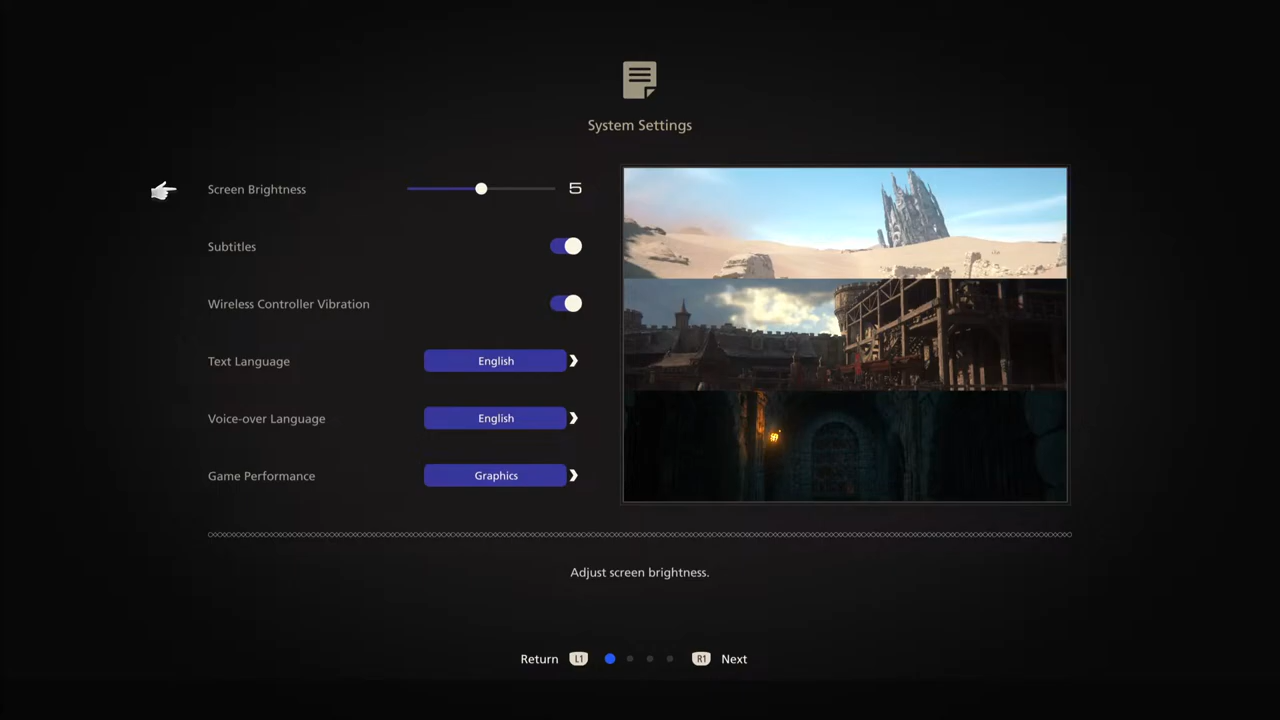 System Settings
Screen Brightness 5
Subtitles
Wireless Controller Vibration
Text Language English
Voice-over Language English
Game Performance Graphics
Adjust screen brightness.
Return L1 R1 Next